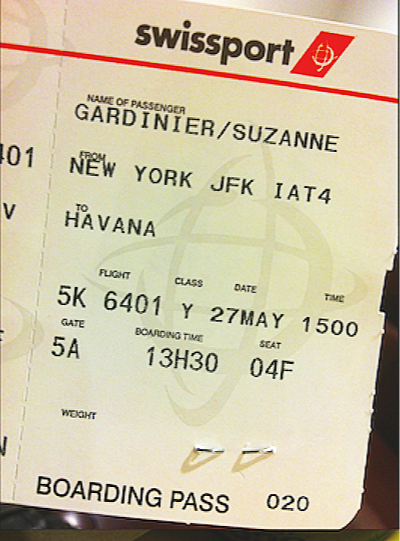 swissport
NAME OF PASSENGER
GARDINIER/SUZANNE
401
FROM
NEW YORK JFK IAT4
V
TO
HAVANA
FLIGHT CLASS DATE TIME
5K 6401 Y 27MAY 1500
GATE BOARDING TIME SEAT
5A 13H30 04F
WEIGHT
BOARDING PASS 020